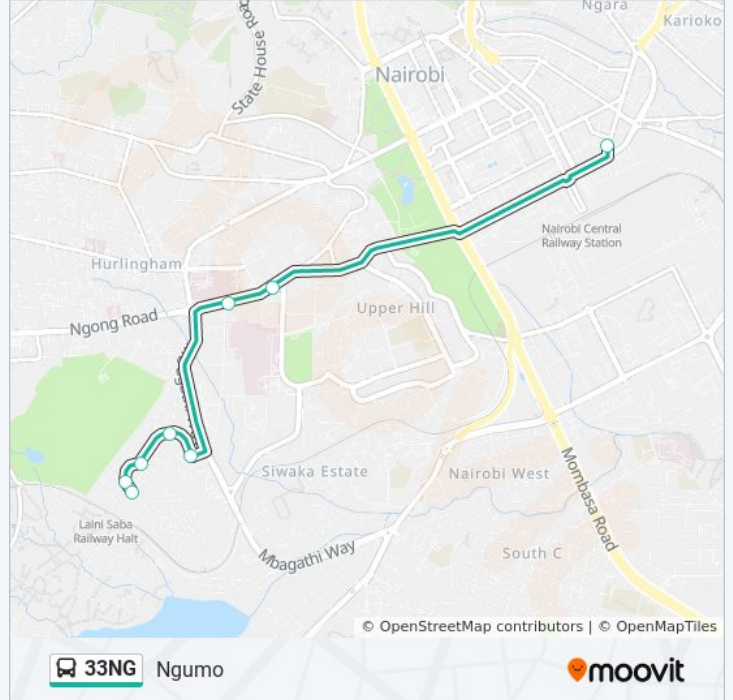 Ngara
Karioko
State House Road
Nairobi
Nairobi Central
Railway Station
Hurlingham
Upper Hill
Ngong Road
Siwaka Estate
Nairobi West
Mombasa Road
Laini Saba
Railway Halt
Mbagathi Way
South C
© OpenStreetMap contributors | © OpenMapTiles
33NG Ngumo
moovit